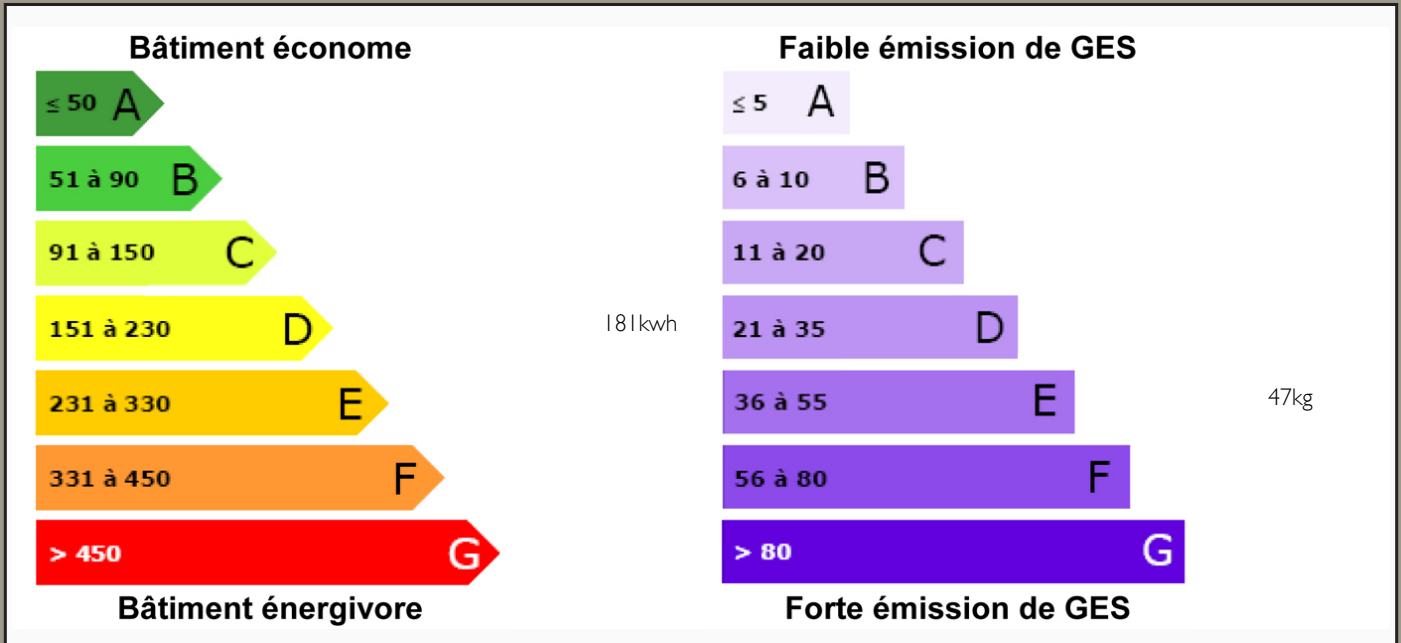 Bâtiment économe
≤ 50 A
51 à 90 B
91 à 150 C
151 à 230 D
181kwh
231 à 330 E
331 à 450 F
> 450 G
Bâtiment énergivore
Faible émission de GES
≤ 5 A
6 à 10 B
11 à 20 C
21 à 35 D
36 à 55 E
47kg
56 à 80 F
> 80 G
Forte émission de GES